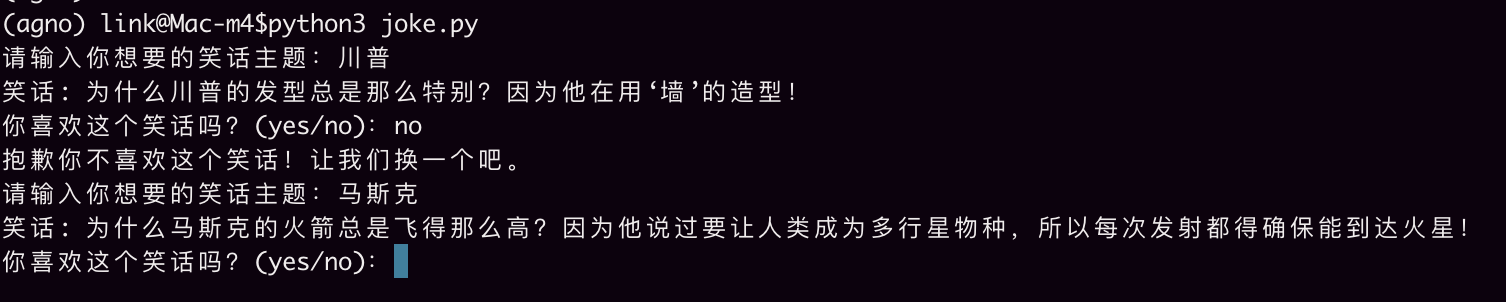 (agno) link@Mac-m4$python3 joke.py
请输入你想要的笑话主题：川普
笑话：为什么川普的发型总是那么特别？因为他在用‘墙’的造型！
你喜欢这个笑话吗？(yes/no)：no
抱歉你不喜欢这个笑话！让我们换一个吧。
请输入你想要的笑话主题：马斯克
笑话：为什么马斯克的火箭总是飞得那么高？因为他说过要让人类成为多行星物种，所以每次发射都得确保能到达火星！
你喜欢这个笑话吗？(yes/no)：